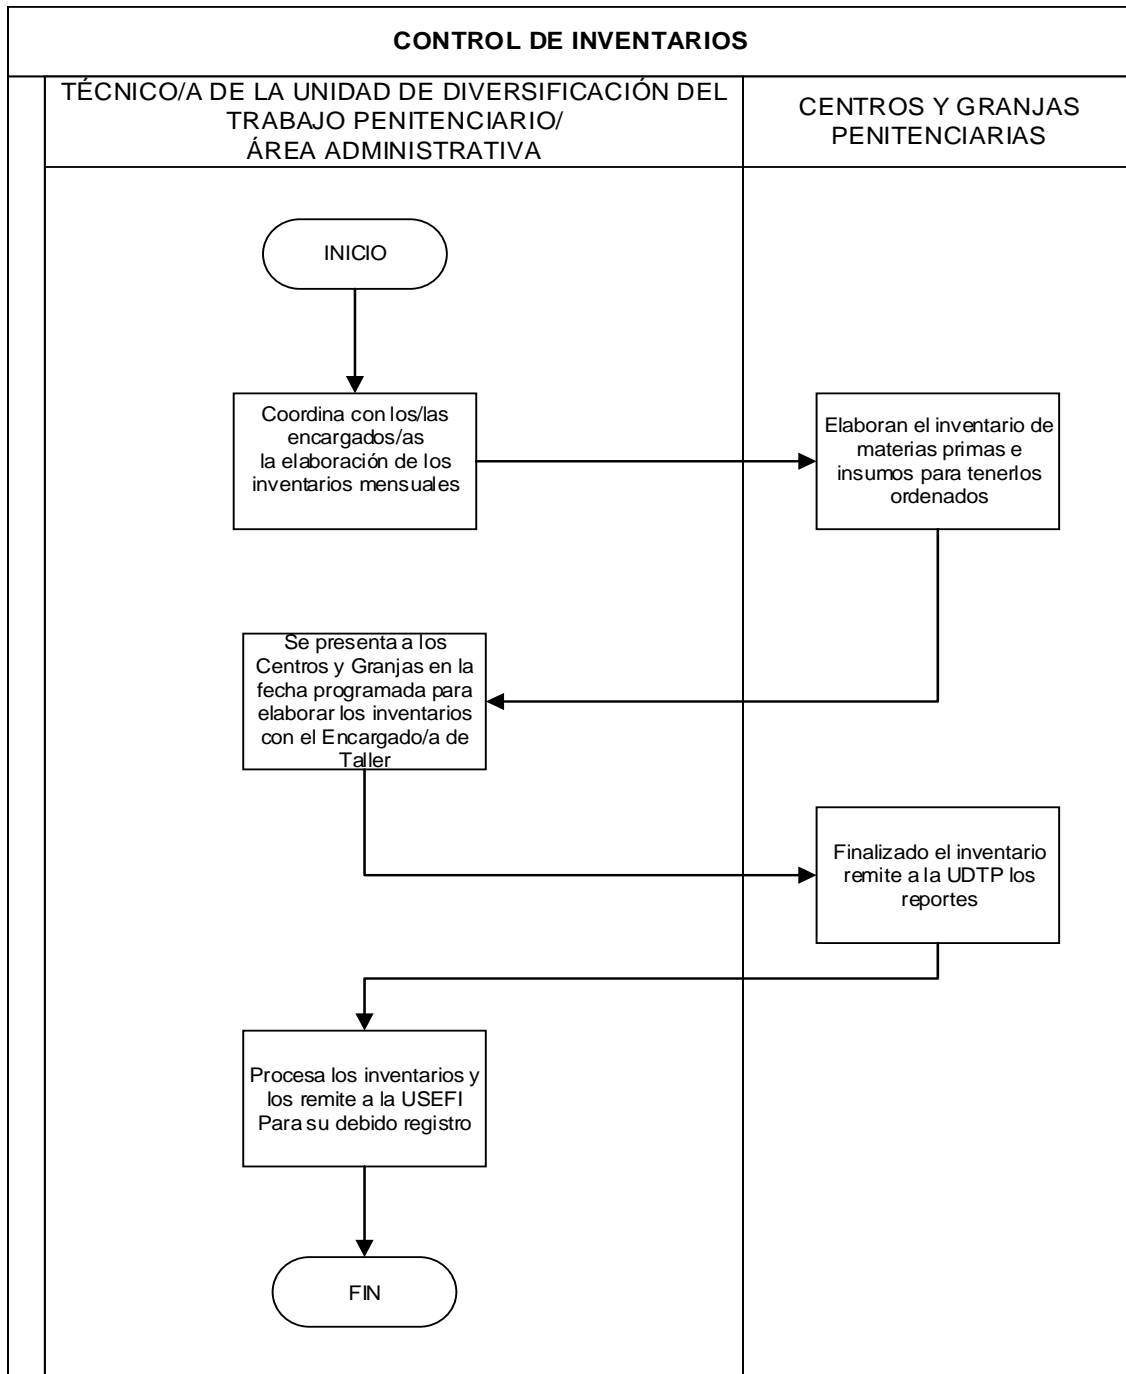 CONTROL DE INVENTARIOS
TÉCNICO/A DE LA UNIDAD DE DIVERSIFICACIÓN DEL
TRABAJO PENITENCIARIO/
ÁREA ADMINISTRATIVA
CENTROS Y GRANJAS
PENITENCIARIAS
INICIO
Coordina con los/las
encargados/as
la elaboración de los
inventarios mensuales
Elaboran el inventario de
materias primas e
insumos para tenerlos
ordenados
Se presenta a los
Centros y Granjas en la
fecha programada para
elaborar los inventarios
con el Encargado/a de
Taller
Finalizado el inventario
remite a la UDTP los
reportes
Procesa los inventarios y
los remite a la USEFI
Para su debido registro
FIN